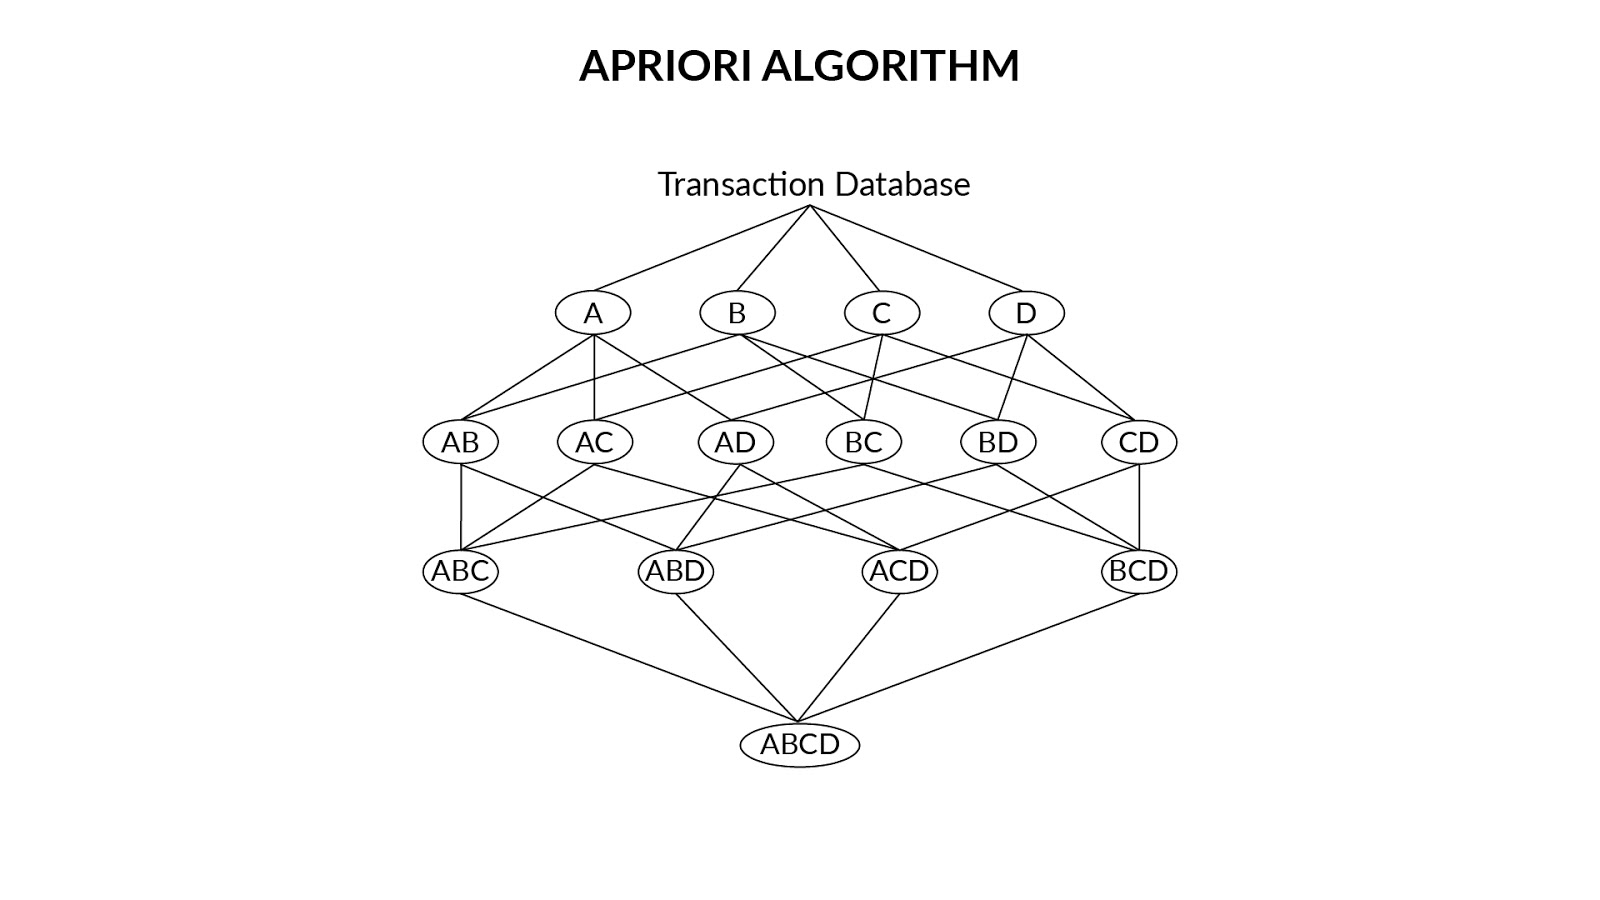 APRIORI ALGORITHM
Transaction Database
A B C D
AB AC AD BC BD CD
ABC ABD ACD BCD
ABCD